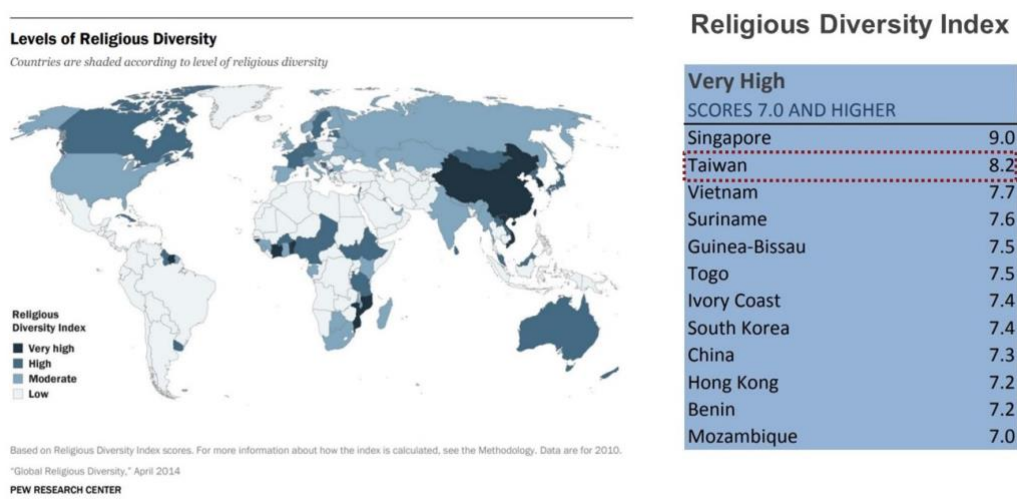 Levels of Religious Diversity
Countries are shaded according to level of religious diversity
Religious
Diversity Index
Very high
High
Moderate
Low
Based on Religious Diversity Index scores. For more information about how the index is calculated, see the Methodology. Data are for 2010.
"Global Religious Diversity," April 2014
PEW RESEARCH CENTER
Religious Diversity Index
Very High
SCORES 7.0 AND HIGHER
Singapore 9.0
Taiwan 8.2
Vietnam 7.7
Suriname 7.6
Guinea-Bissau 7.5
Togo 7.5
Ivory Coast 7.4
South Korea 7.4
China 7.3
Hong Kong 7.2
Benin 7.2
Mozambique 7.0